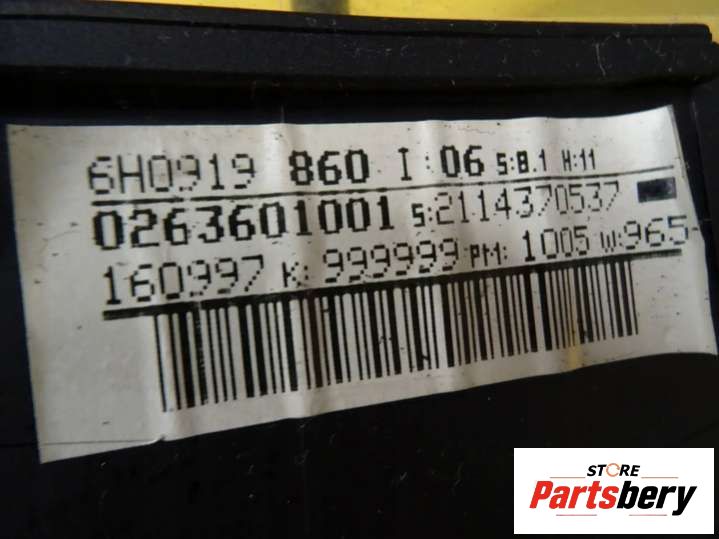 6H0919 860 I:06 S:8.1 H:11
0263601001 S:2114370537
160997 K: 999999 PM: 1005 W:965-
STORE
Partsbery